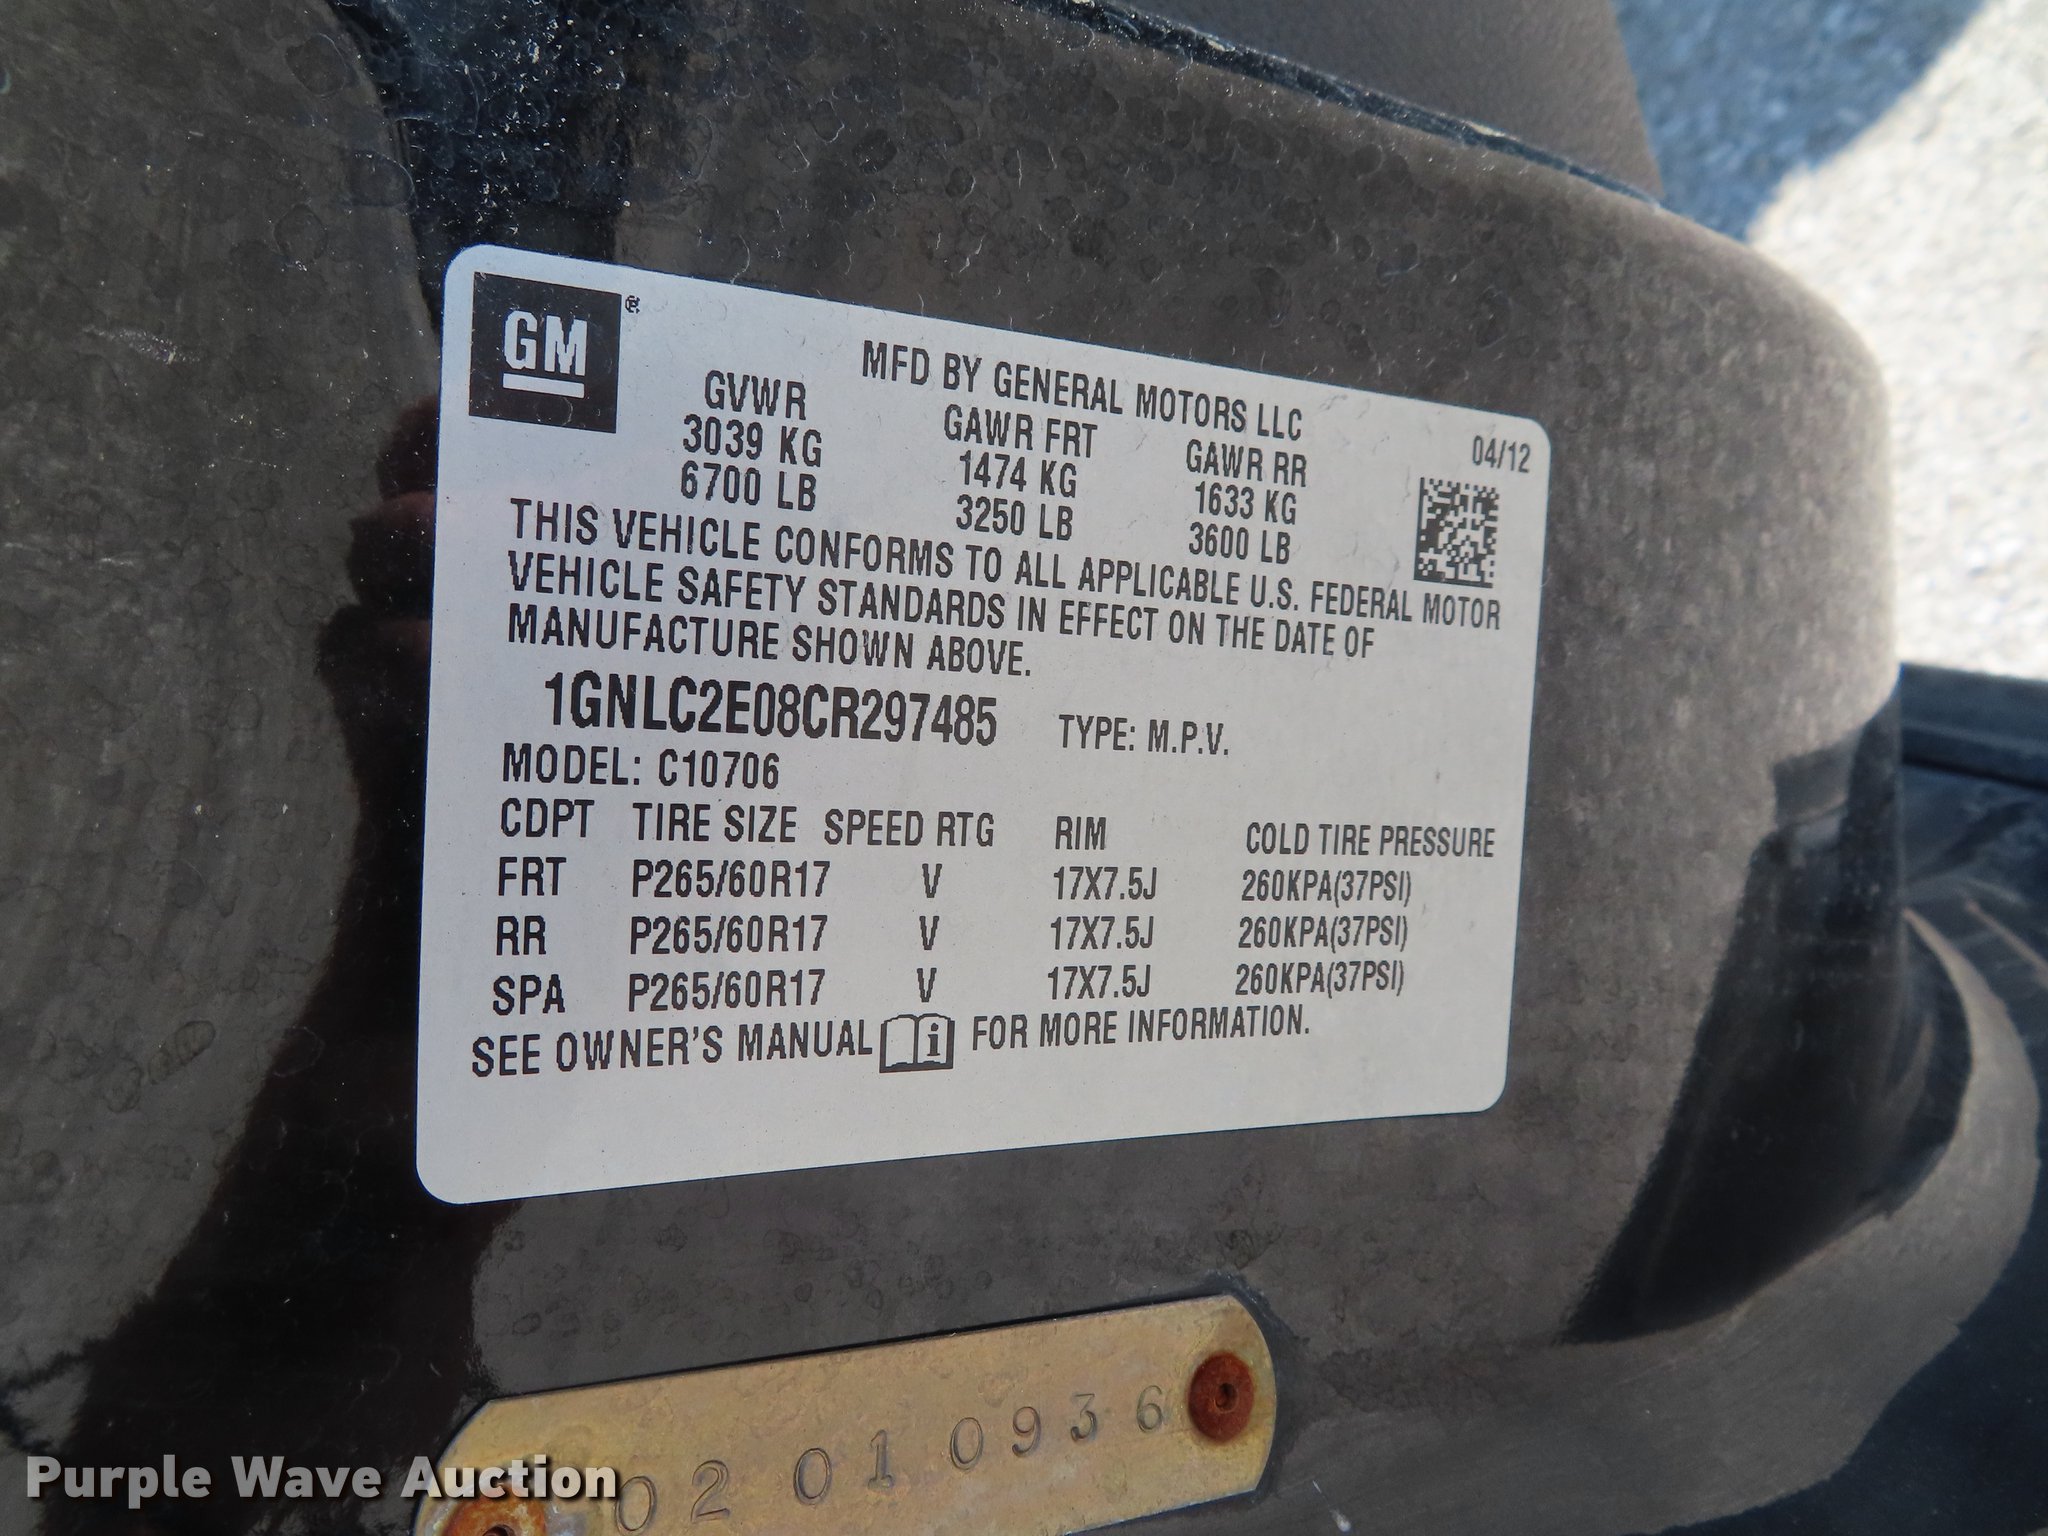 GM
MFD BY GENERAL MOTORS LLC
04/12
GVWR GAWR FRT GAWR RR
3039 KG 1474 KG 1633 KG
6700 LB 3250 LB 3600 LB
THIS VEHICLE CONFORMS TO ALL APPLICABLE U.S. FEDERAL MOTOR
VEHICLE SAFETY STANDARDS IN EFFECT ON THE DATE OF
MANUFACTURE SHOWN ABOVE.
1GNLC2E08CR297485 TYPE: M.P.V.
MODEL: C10706
CDPT TIRE SIZE SPEED RTG RIM COLD TIRE PRESSURE
FRT P265/60R17 V 17X7.5J 260KPA(37PSI)
RR P265/60R17 V 17X7.5J 260KPA(37PSI)
SPA P265/60R17 V 17X7.5J 260KPA(37PSI)
SEE OWNER'S MANUAL i FOR MORE INFORMATION.
02 01 0936
Purple Wave Auction